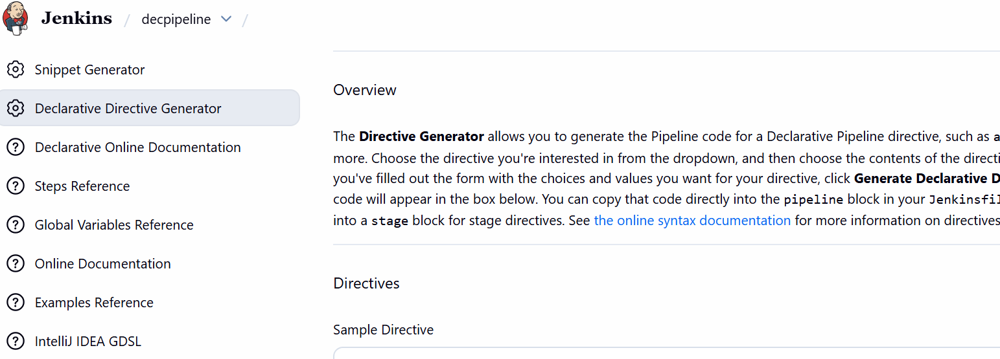 Jenkins / decpipeline /
Snippet Generator
Declarative Directive Generator
Declarative Online Documentation
Steps Reference
Global Variables Reference
Online Documentation
Examples Reference
IntelliJ IDEA GDSL
Overview
The Directive Generator allows you to generate the Pipeline code for a Declarative Pipeline directive, such as
more. Choose the directive you're interested in from the dropdown, and then choose the contents of the
you've filled out the form with the choices and values you want for your directive, click Generate Declarative
code will appear in the box below. You can copy that code directly into the pipeline block in your
into a stage block for stage directives. See the online syntax documentation for more information on directives
Directives
Sample Directive